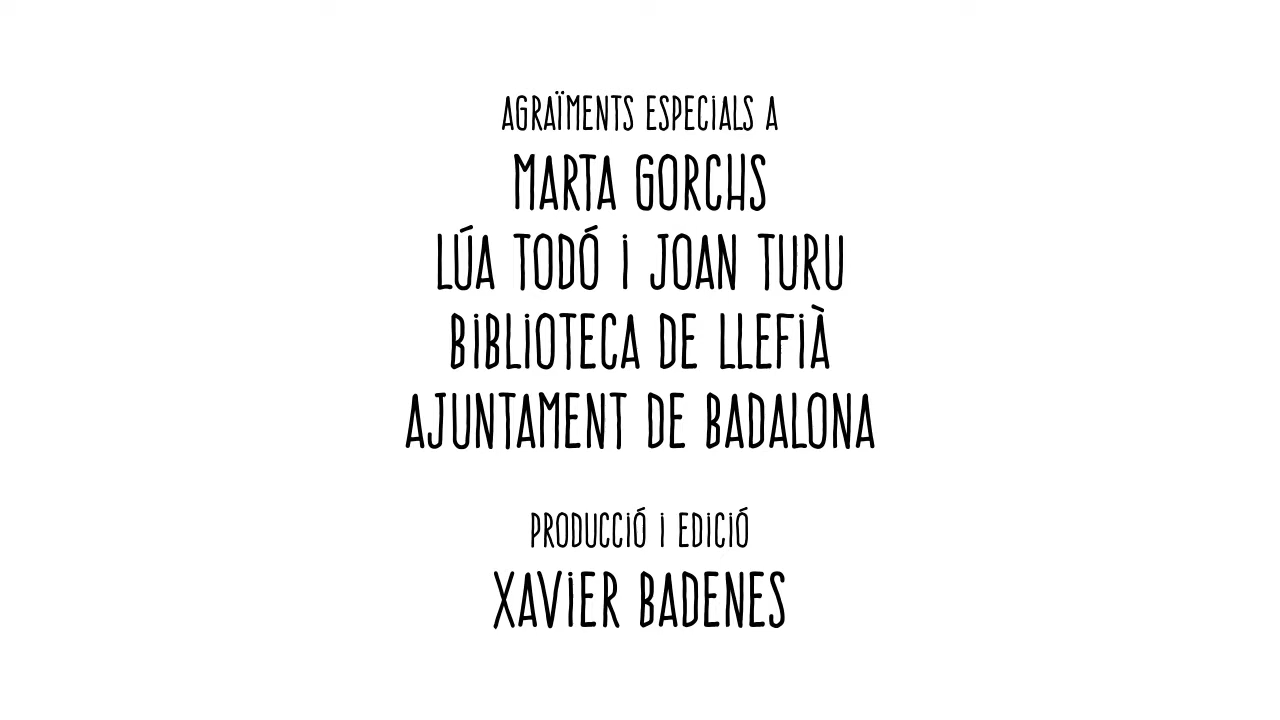 AGRAÏMENTS ESPECIALS A
MARTA GORCHS
LÚA TODÓ i JOAN TURU
BiBLiOTECA DE LLEFiÀ
AJUNTAMENT DE BADALONA
PRODUCCiÓ i EDiCiÓ
XAViER BADENES